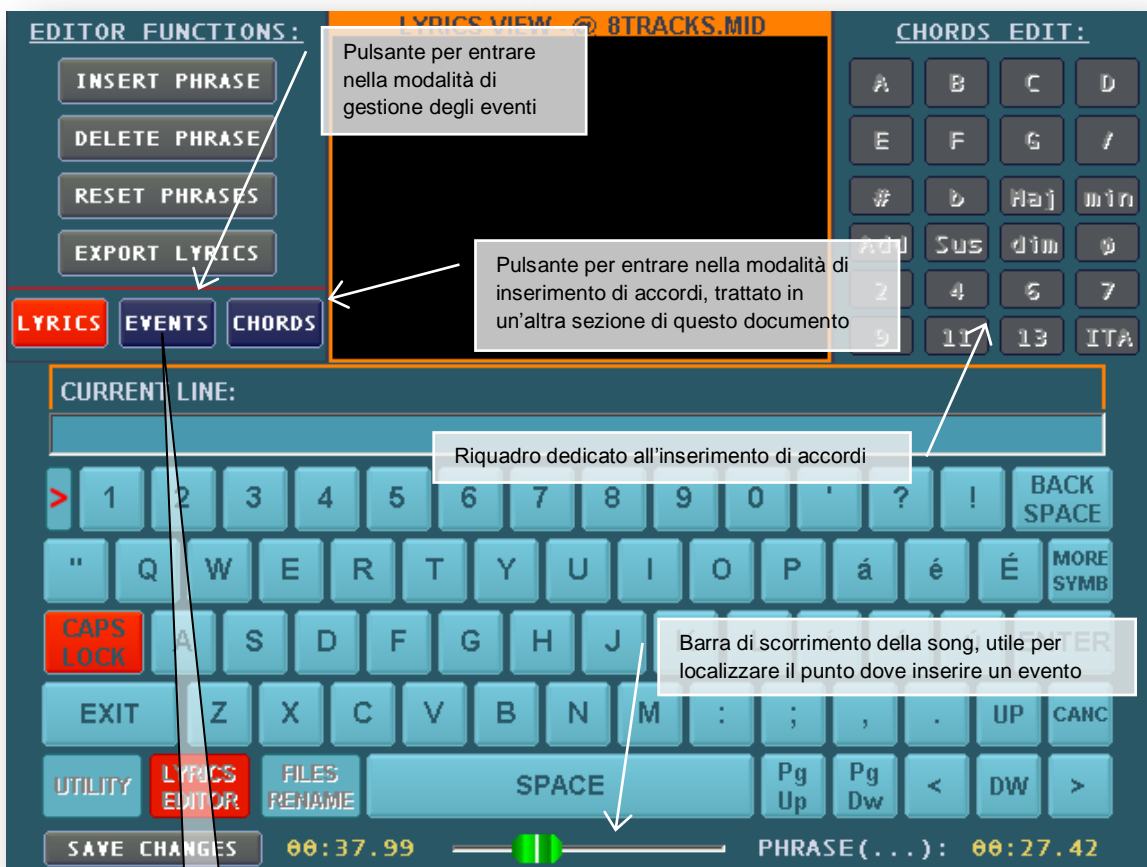 EDITOR FUNCTIONS:
INSERT PHRASE
DELETE PHRASE
RESET PHRASES
EXPORT LYRICS
LYRICS EVENTS CHORDS
LYRICS VIEW - @ 8TRACKS.MID
Pulsante per entrare
nella modalità di
gestione degli eventi
Pulsante per entrare nella modalità di
inserimento di accordi, trattato in
un'altra sezione di questo documento
CHORDS EDIT:
A B C D
E F G /
# b Maj min
Add Sus dim ø
2 4 6 7
9 11 13 ITA
CURRENT LINE:
Riquadro dedicato all'inserimento di accordi
> 1 2 3 4 5 6 7 8 9 0 ' ? ! BACK
SPACE
" Q W E R T Y U I O P á é É MORE
SYMB
CAPS
LOCK A S D F G H J ENTER
Barra di scorrimento della song, utile per
localizzare il punto dove inserire un evento
EXIT Z X C V B N M : ; , . UP CANC
UTILITY LYRICS
EDITOR FILES
RENAME SPACE Pg
Up Pg
Dw < DW >
SAVE CHANGES 00:37.99 PHRASE(...): 00:27.42